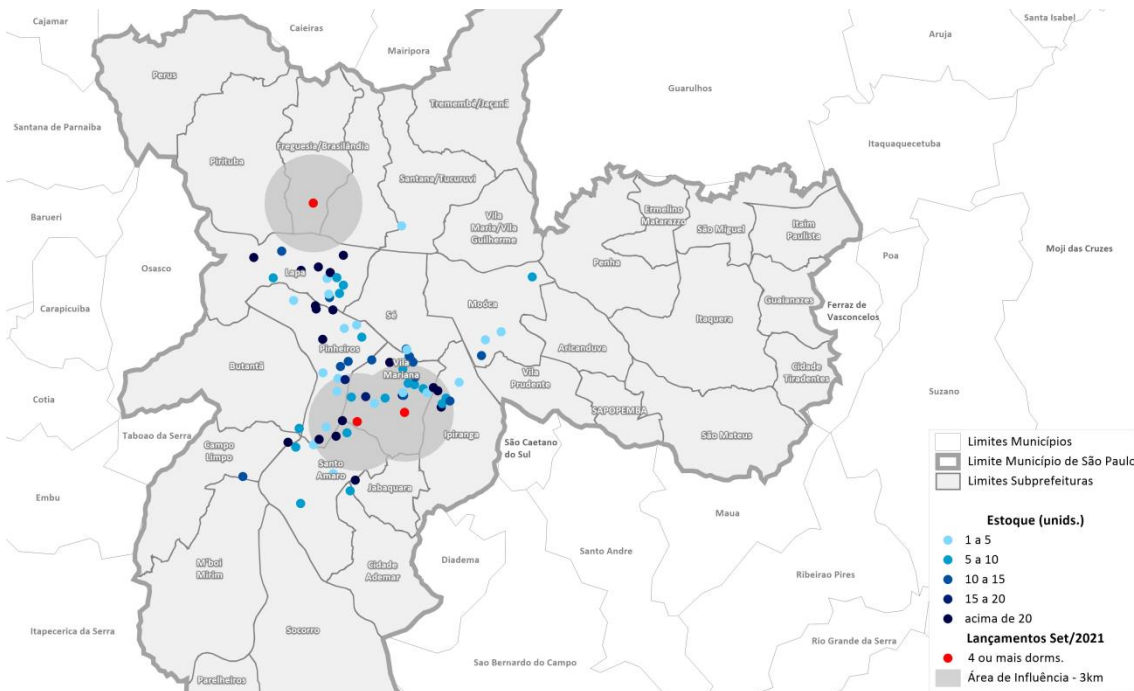 Cajamar
Caieiras
Mairipora
Santa Isabel
Aruja
Perus
Guarulhos
Tremembé/Jaçanã
Santana de Parnaiba
Itaquaquecetuba
Freguesia/Brasilândia
Pirituba
Santana/Tucuruvi
Vila
Maria/Vila
Guilherme
Ermelino
Matarazzo
São Miguel
Itaim
Paulista
Barueri
Moji das Cruzes
Poa
Osasco
Penha
Lapa
Carapicuiba
Moóca
Guaianazes
Ferraz de
Vasconcelos
Sé
Itaquera
Pinheiros
Aricanduva
Butantã
Vila
Mariana
Vila
Prudente
Cidade
Tiradentes
Suzano
Cotia
SAPOPEMBA
Taboao da Serra
Ipiranga
São Mateus
São Caetano
do Sul
Campo
Limpo
Santo
Amaro
Jabaquara
Embu
Maua
Santo Andre
Diadema
M'boi
Mirim
Cidade
Ademar
Ribeirao Pires
Itapecerica da Serra
Socorro
Rio Grande da Serra
Sao Bernardo do Campo
Parelheiros
Limites Municípios
Limite Município de São Paulo
Limites Subprefeituras
Estoque (unids.)
1 a 5
5 a 10
10 a 15
15 a 20
acima de 20
Lançamentos Set/2021
4 ou mais dorms.
Área de Influência - 3km